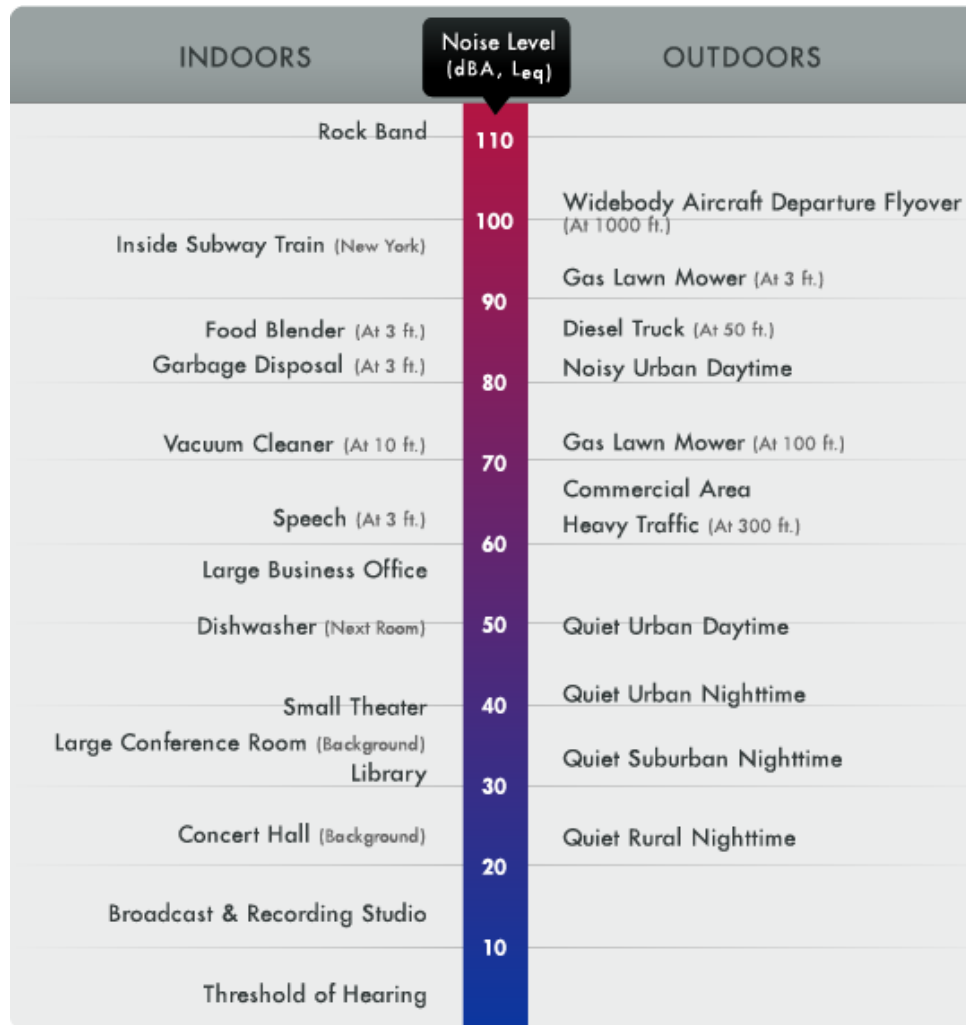 INDOORS
Noise Level
(dBA, Leq)
OUTDOORS
Rock Band
110
Widebody Aircraft Departure Flyover
(At 1000 ft.)
100
Inside Subway Train (New York)
Gas Lawn Mower (At 3 ft.)
90
Food Blender (At 3 ft.)
Diesel Truck (At 50 ft.)
Garbage Disposal (At 3 ft.)
Noisy Urban Daytime
80
Vacuum Cleaner (At 10 ft.)
Gas Lawn Mower (At 100 ft.)
70
Commercial Area
Speech (At 3 ft.)
Heavy Traffic (At 300 ft.)
60
Large Business Office
Dishwasher (Next Room)
50
Quiet Urban Daytime
Quiet Urban Nighttime
Small Theater
40
Large Conference Room (Background)
Quiet Suburban Nighttime
Library
30
Concert Hall (Background)
Quiet Rural Nighttime
20
Broadcast & Recording Studio
10
Threshold of Hearing